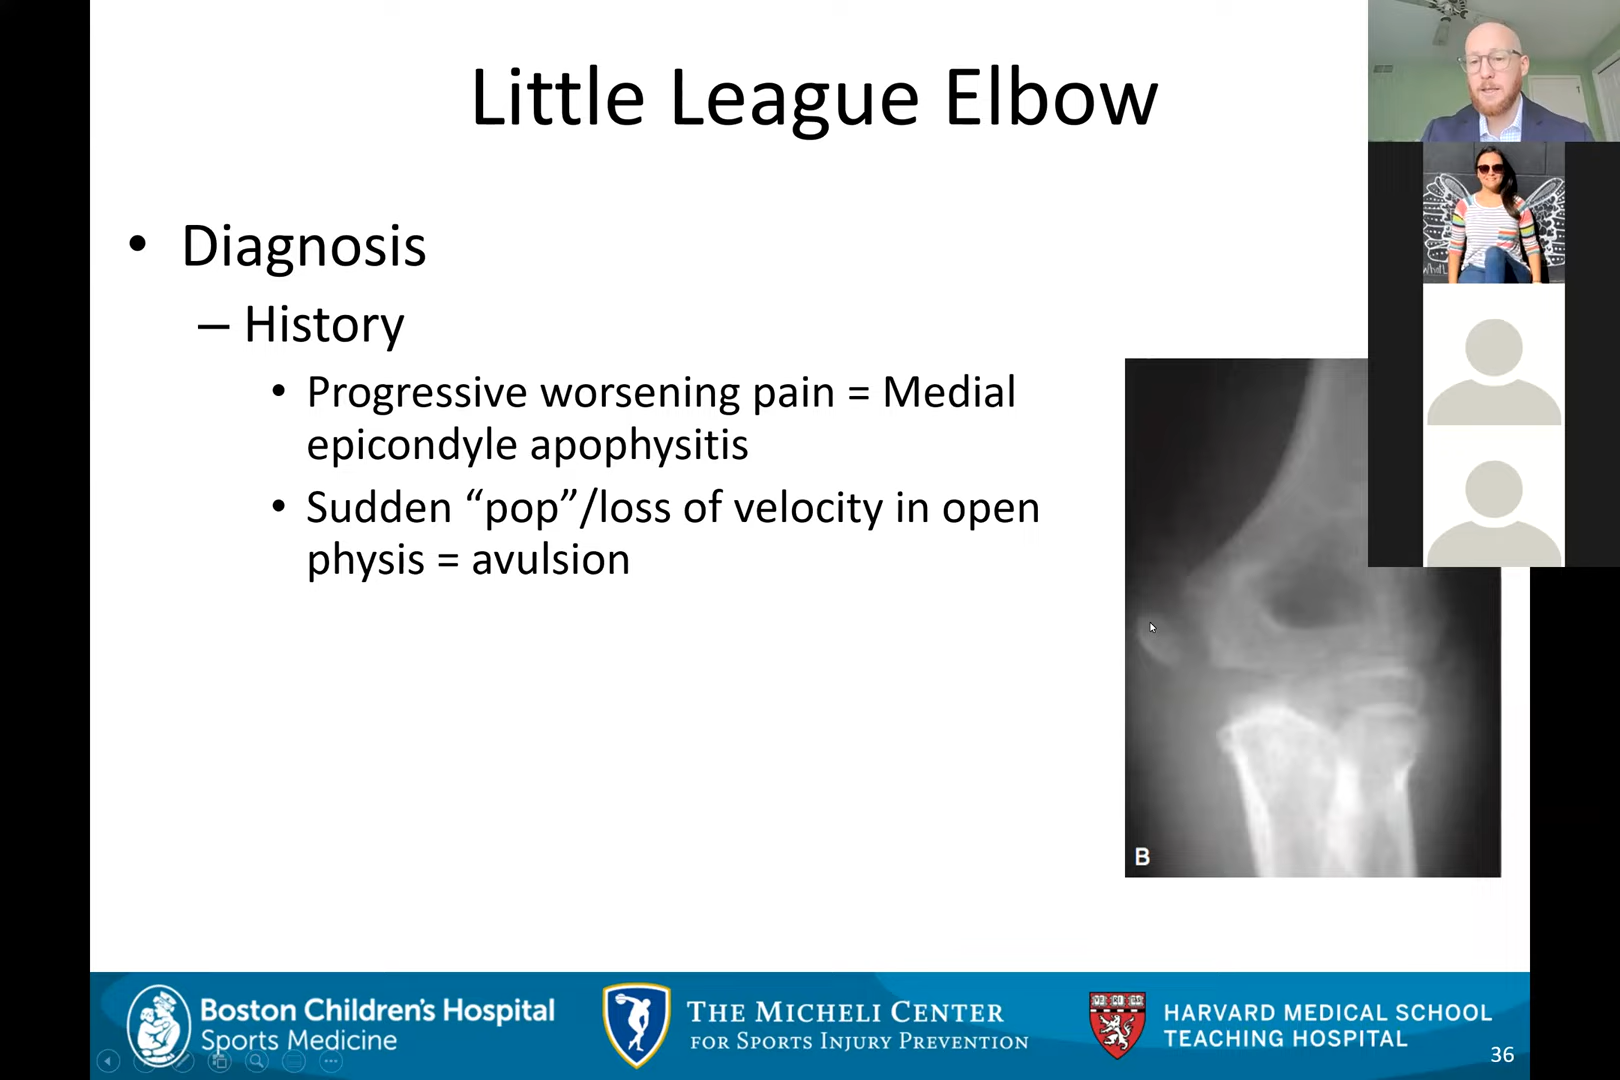 Little League Elbow
• Diagnosis
– History
• Progressive worsening pain = Medial
epicondyle apophysitis
• Sudden “pop”/loss of velocity in open
physis = avulsion
B
Boston Children's Hospital
Sports Medicine
THE MICHELI CENTER
FOR SPORTS INJURY PREVENTION
HARVARD MEDICAL SCHOOL
TEACHING HOSPITAL
36